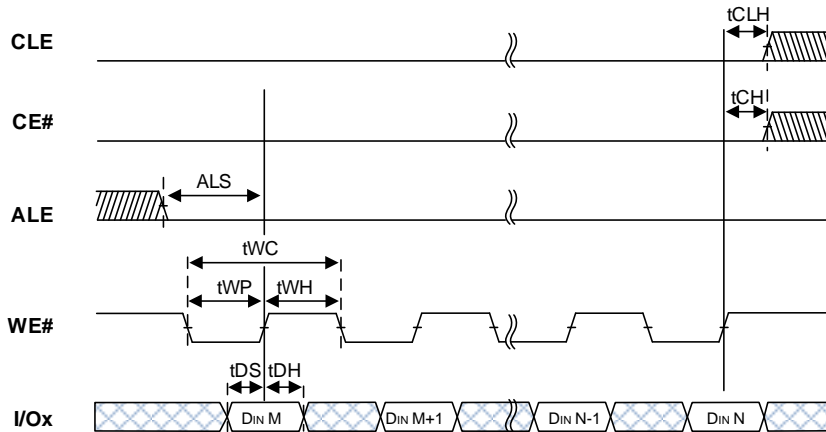 tCLH
CLE
tCH
CE#
ALS
ALE
tWC
tWP tWH
WE#
tDS tDH
I/Ox DIN M DIN M+1 DIN N-1 DIN N